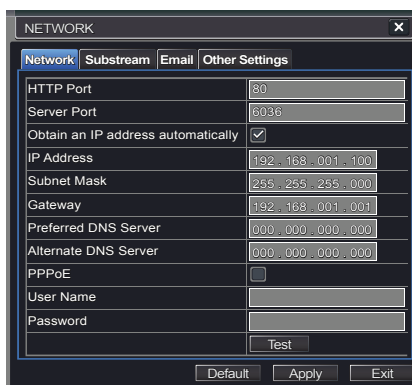 NETWORK
Network Substream Email Other Settings
HTTP Port 80
Server Port 6036
Obtain an IP address automatically
IP Address 192 . 168 . 001 . 100
Subnet Mask 255 . 255 . 255 . 000
Gateway 192 . 168 . 001 . 001
Preferred DNS Server 000 . 000 . 000 . 000
Alternate DNS Server 000 . 000 . 000 . 000
PPPoE
User Name
Password
Test
Default Apply Exit